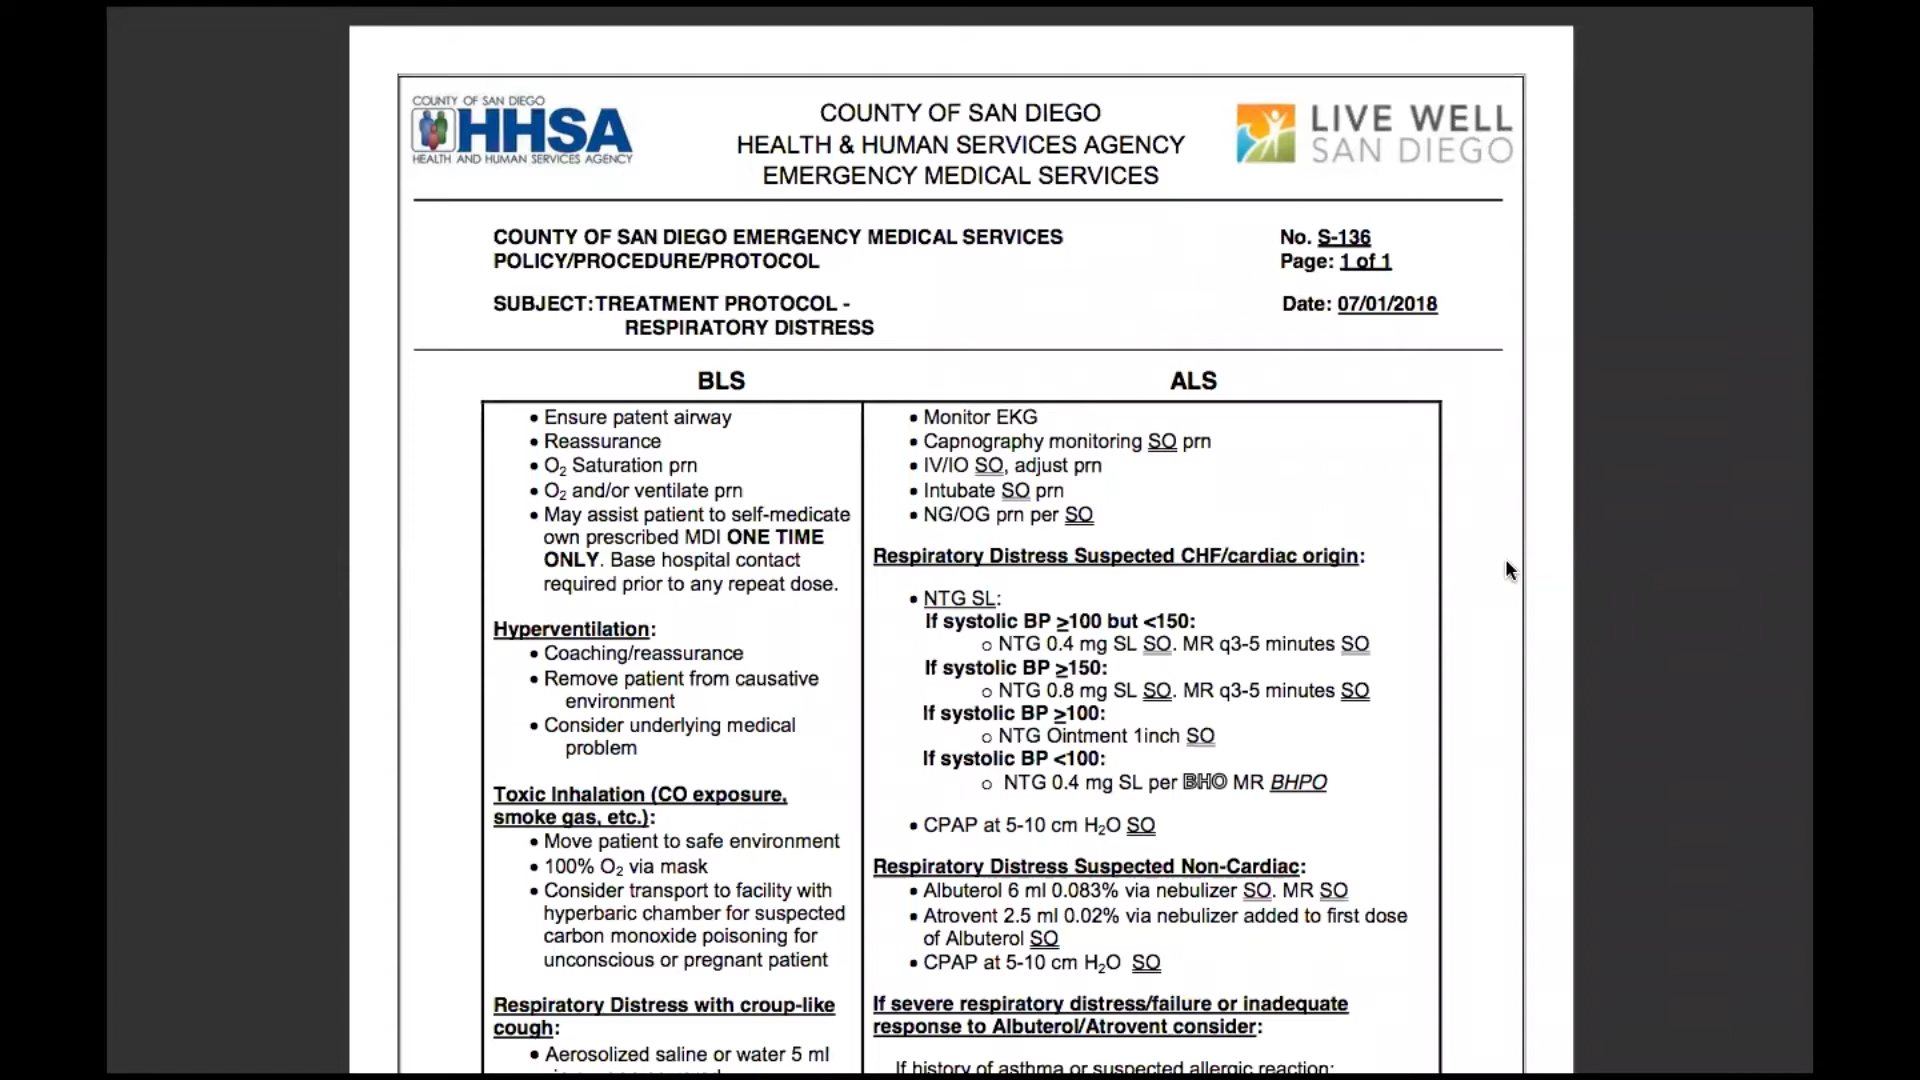 COUNTY OF SAN DIEGO
HHSA
HEALTH AND HUMAN SERVICES AGENCY
COUNTY OF SAN DIEGO
HEALTH & HUMAN SERVICES AGENCY
EMERGENCY MEDICAL SERVICES
LIVE WELL
SAN DIEGO
COUNTY OF SAN DIEGO EMERGENCY MEDICAL SERVICES
POLICY/PROCEDURE/PROTOCOL
No. S-136
Page: 1 of 1
SUBJECT: TREATMENT PROTOCOL -
RESPIRATORY DISTRESS
Date: 07/01/2018
BLS
• Ensure patent airway
• Reassurance
• O₂ Saturation prn
• O₂ and/or ventilate prn
• May assist patient to self-medicate
own prescribed MDI ONE TIME
ONLY. Base hospital contact
required prior to any repeat dose.
Hyperventilation:
• Coaching/reassurance
• Remove patient from causative
environment
• Consider underlying medical
problem
Toxic Inhalation (CO exposure,
smoke gas, etc.):
• Move patient to safe environment
• 100% O₂ via mask
• Consider transport to facility with
hyperbaric chamber for suspected
carbon monoxide poisoning for
unconscious or pregnant patient
Respiratory Distress with croup-like
cough:
• Aerosolized saline or water 5 ml
ALS
• Monitor EKG
• Capnography monitoring SO prn
• IV/IO SO, adjust prn
• Intubate SO prn
• NG/OG prn per SO
Respiratory Distress Suspected CHF/cardiac origin:
• NTG SL:
If systolic BP ≥100 but <150:
o NTG 0.4 mg SL SO. MR q3-5 minutes SO
If systolic BP ≥150:
o NTG 0.8 mg SL SO. MR q3-5 minutes SO
If systolic BP ≥100:
o NTG Ointment 1inch SO
If systolic BP <100:
o NTG 0.4 mg SL per BHO MR BHPO
• CPAP at 5-10 cm H₂O SO
Respiratory Distress Suspected Non-Cardiac:
• Albuterol 6 ml 0.083% via nebulizer SO. MR SO
• Atrovent 2.5 ml 0.02% via nebulizer added to first dose
of Albuterol SO
• CPAP at 5-10 cm H₂O SO
If severe respiratory distress/failure or inadequate
response to Albuterol/Atrovent consider:
If history of asthma or suspected allergic reaction: